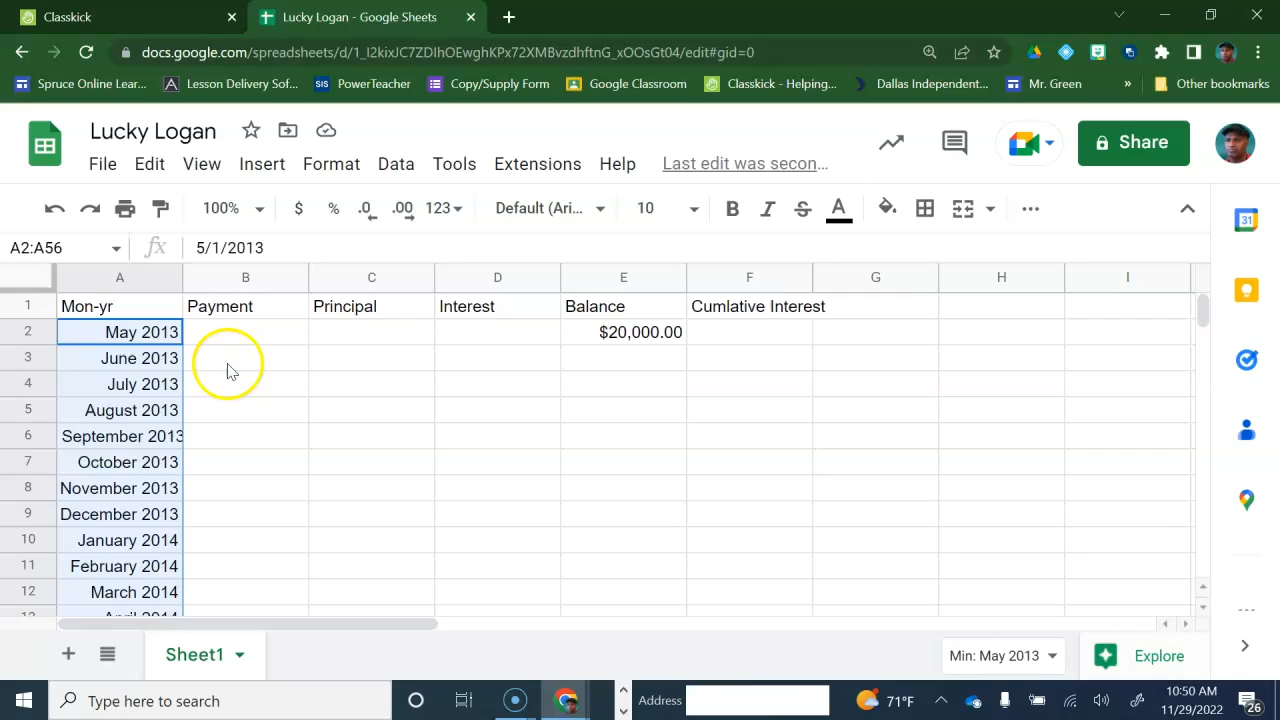 Classkick
Lucky Logan - Google Sheets
docs.google.com/spreadsheets/d/1_I2kixJC7ZDIhOEwghKPx72XMBvzdhftnG_xOOsGt04/edit#gid=0
Spruce Online Lear... Lesson Delivery Sof... SIS PowerTeacher Copy/Supply Form Google Classroom Classkick - Helping... Dallas Independent... Mr. Green » Other bookmarks
Lucky Logan
File Edit View Insert Format Data Tools Extensions Help Last edit was secon...
Share
100% $ % .0 .00 123 Default (Ari... 10 B I S A
A2:A56 fx 5/1/2013
31
A B C D E F G H I
1 Mon-yr Payment Principal Interest Balance Cumlative Interest
2 May 2013 $20,000.00
3 June 2013
4 July 2013
5 August 2013
6 September 2013
7 October 2013
8 November 2013
9 December 2013
10 January 2014
11 February 2014
12 March 2014
Sheet1 Min: May 2013 Explore
Type here to search Address 71°F 10:50 AM
11/29/2022
26